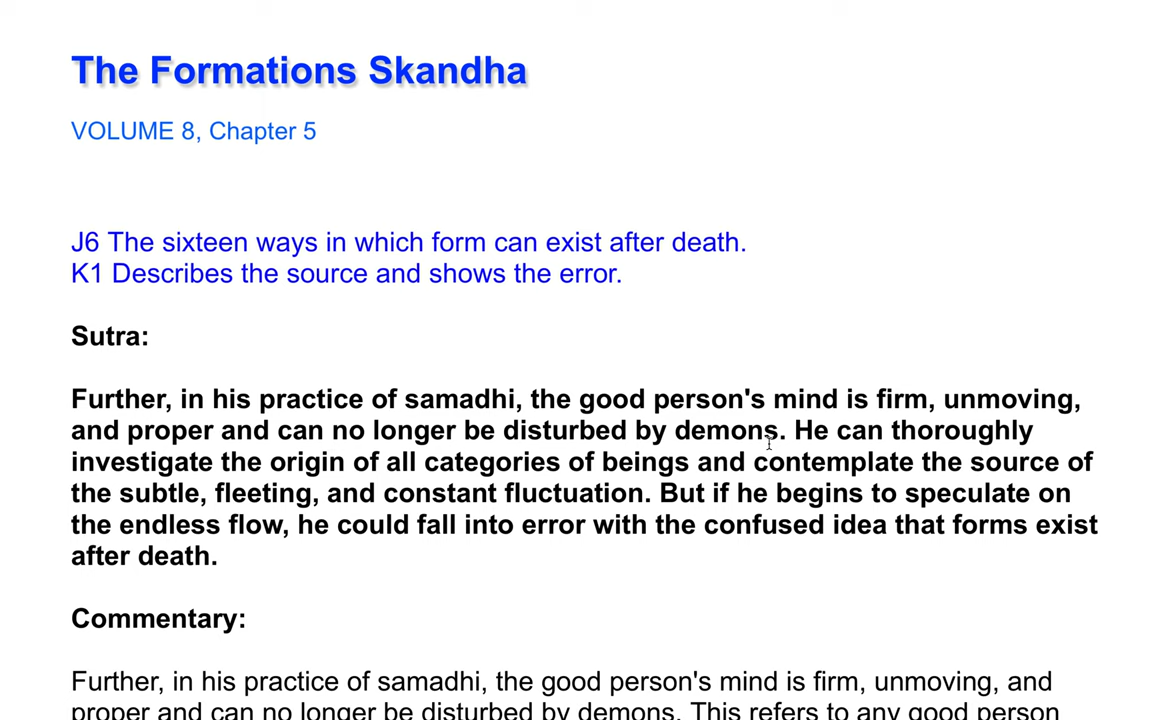 The Formations Skandha
VOLUME 8, Chapter 5
J6 The sixteen ways in which form can exist after death.
K1 Describes the source and shows the error.
Sutra:
Further, in his practice of samadhi, the good person's mind is firm, unmoving,
and proper and can no longer be disturbed by demons. He can thoroughly
investigate the origin of all categories of beings and contemplate the source of
the subtle, fleeting, and constant fluctuation. But if he begins to speculate on
the endless flow, he could fall into error with the confused idea that forms exist
after death.
Commentary:
Further, in his practice of samadhi, the good person's mind is firm, unmoving, and
proper and can no longer be disturbed by demons. This refers to any good person